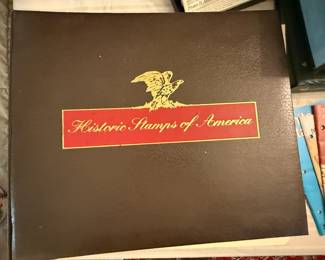 Historic Stamps of America